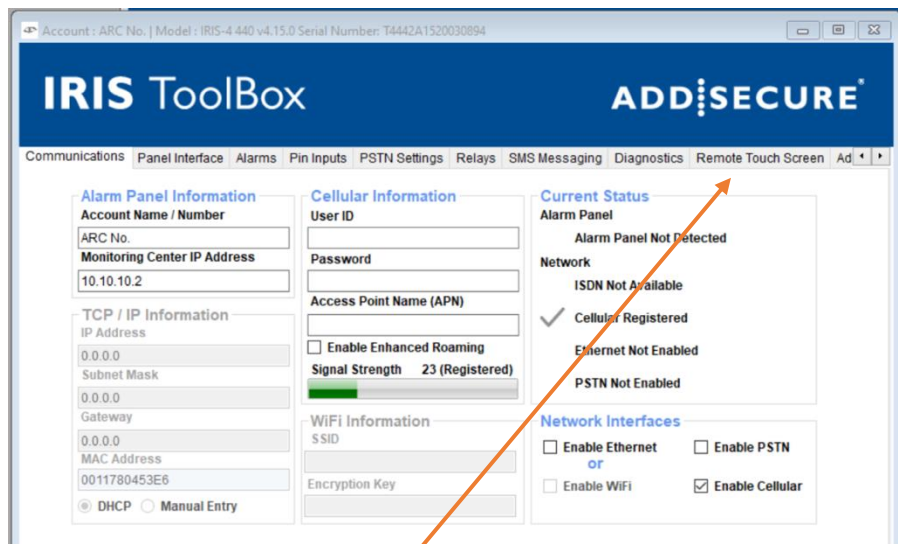 Account : ARC No. | Model : IRIS-4 440 v4.15.0 Serial Number: T4442A1520030894
IRIS ToolBox
ADDSECURE®
Communications Panel Interface Alarms Pin Inputs PSTN Settings Relays SMS Messaging Diagnostics Remote Touch Screen Ad
Alarm Panel Information
Account Name / Number
ARC No.
Monitoring Center IP Address
10.10.10.2
TCP / IP Information
IP Address
0.0.0.0
Subnet Mask
0.0.0.0
Gateway
0.0.0.0
MAC Address
0011780453E6
DHCP Manual Entry
Cellular Information
User ID
Password
Access Point Name (APN)
Enable Enhanced Roaming
Signal Strength 23 (Registered)
WiFi Information
SSID
Encryption Key
Current Status
Alarm Panel
Alarm Panel Not Detected
Network
ISDN Not Available
Cellular Registered
Ethernet Not Enabled
PSTN Not Enabled
Network Interfaces
Enable Ethernet Enable PSTN
or
Enable WiFi Enable Cellular